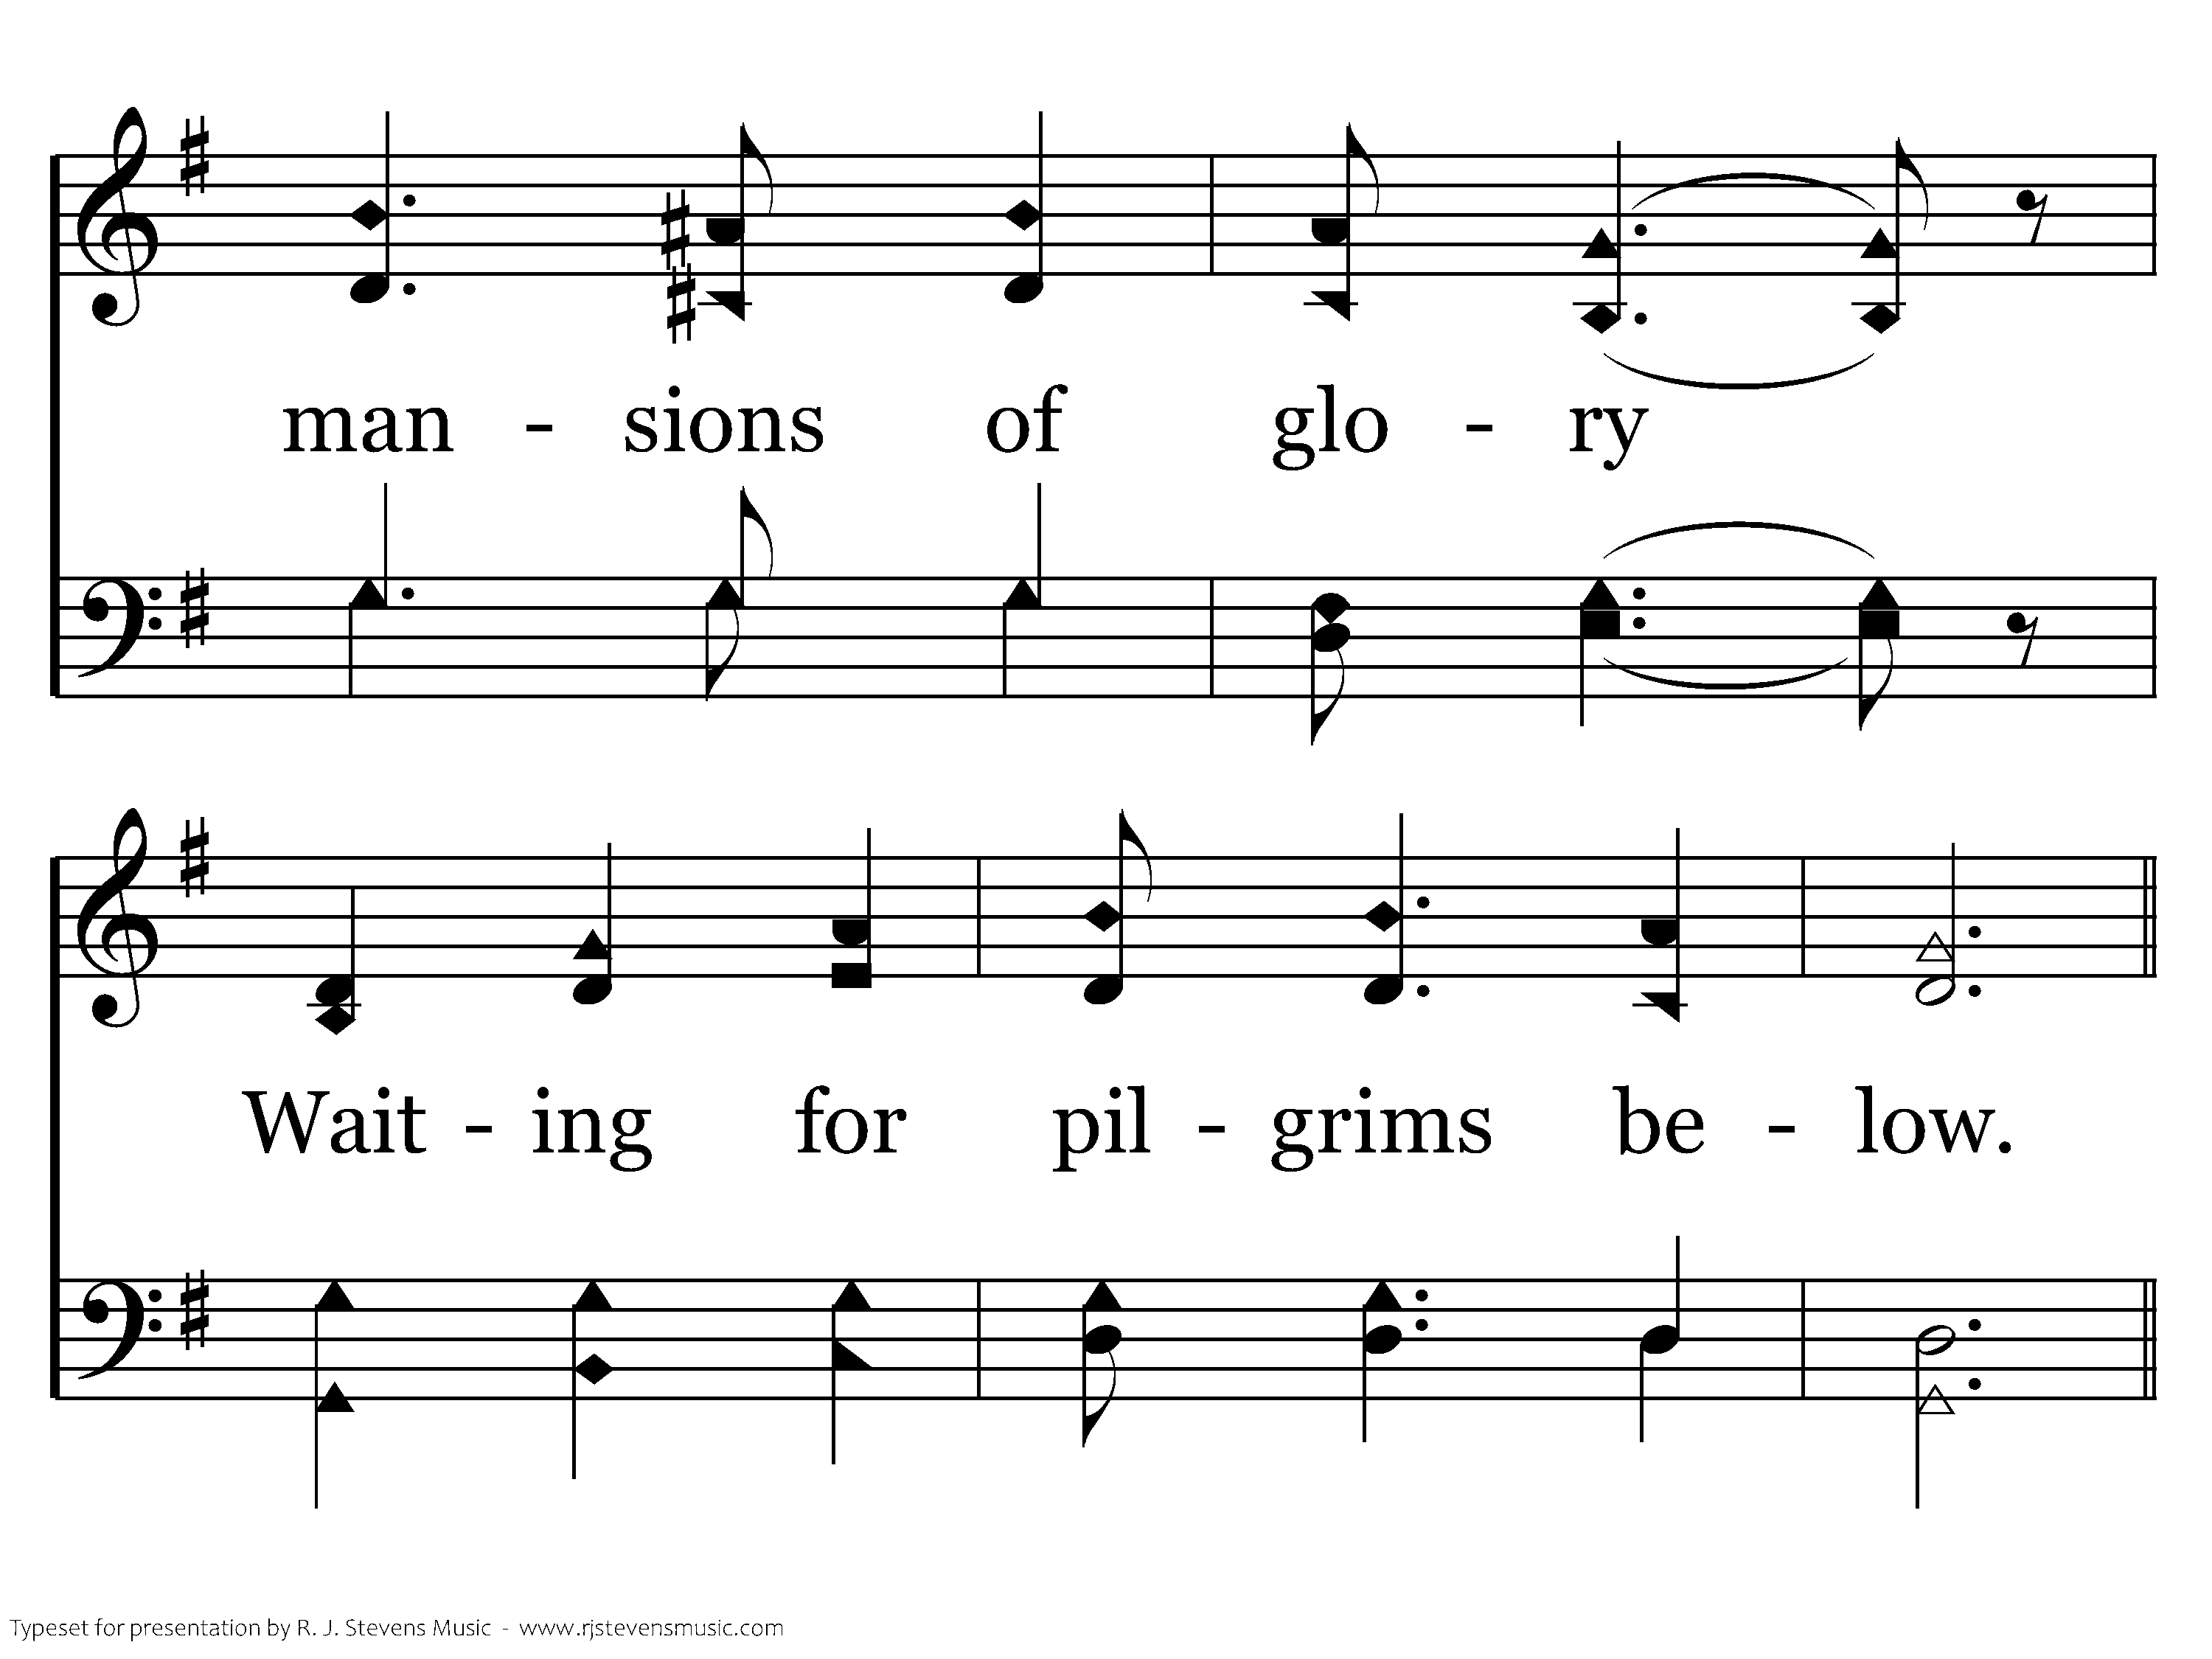 man - sions of glo - ry
Wait - ing for pil - grims be - low.
Typeset for presentation by R. J. Stevens Music - www.rjstevensmusic.com